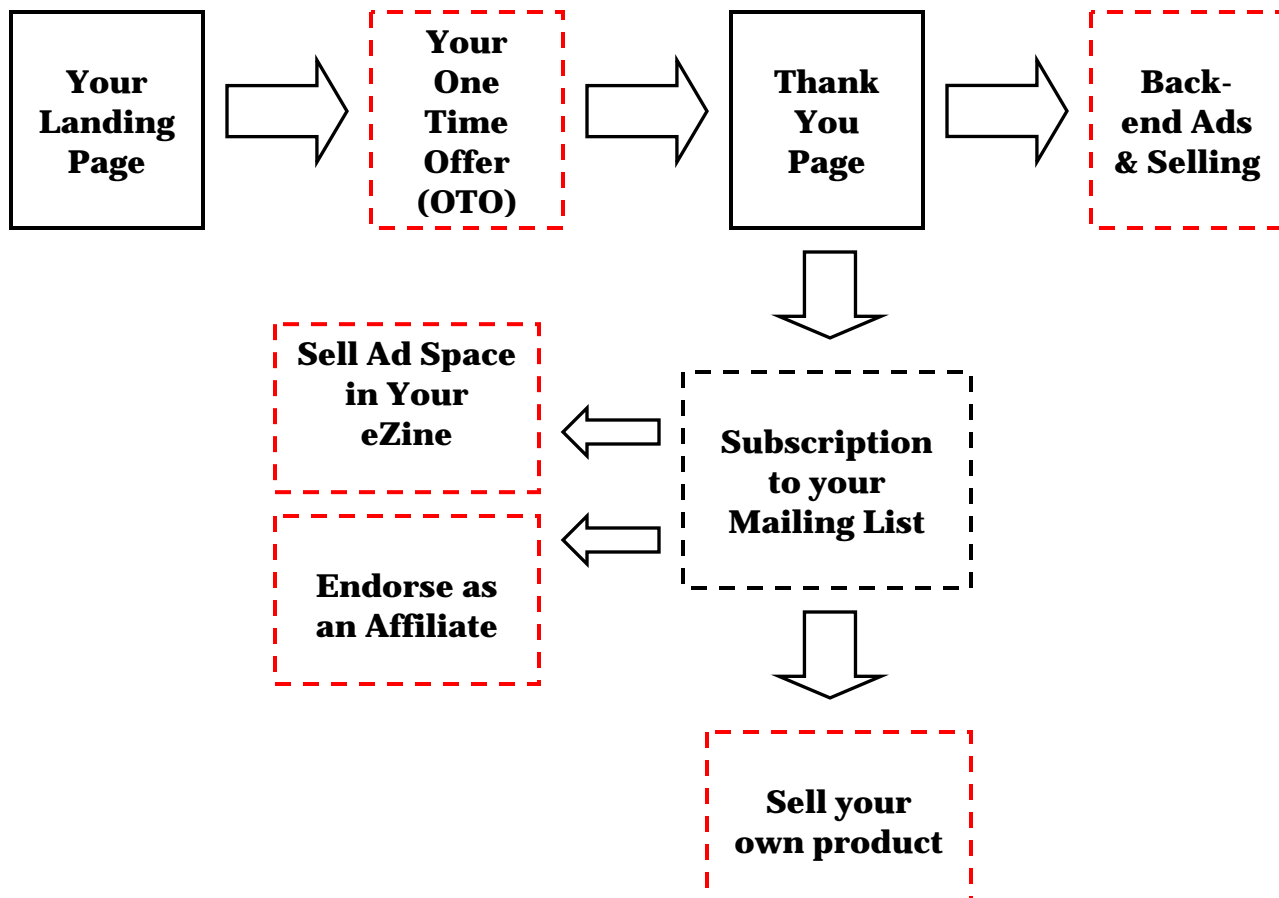 Your
Landing
Page
Your
One
Time
Offer
(OTO)
Thank
You
Page
Back-
end Ads
& Selling
Sell Ad Space
in Your
eZine
Subscription
to your
Mailing List
Endorse as
an Affiliate
Sell your
own product